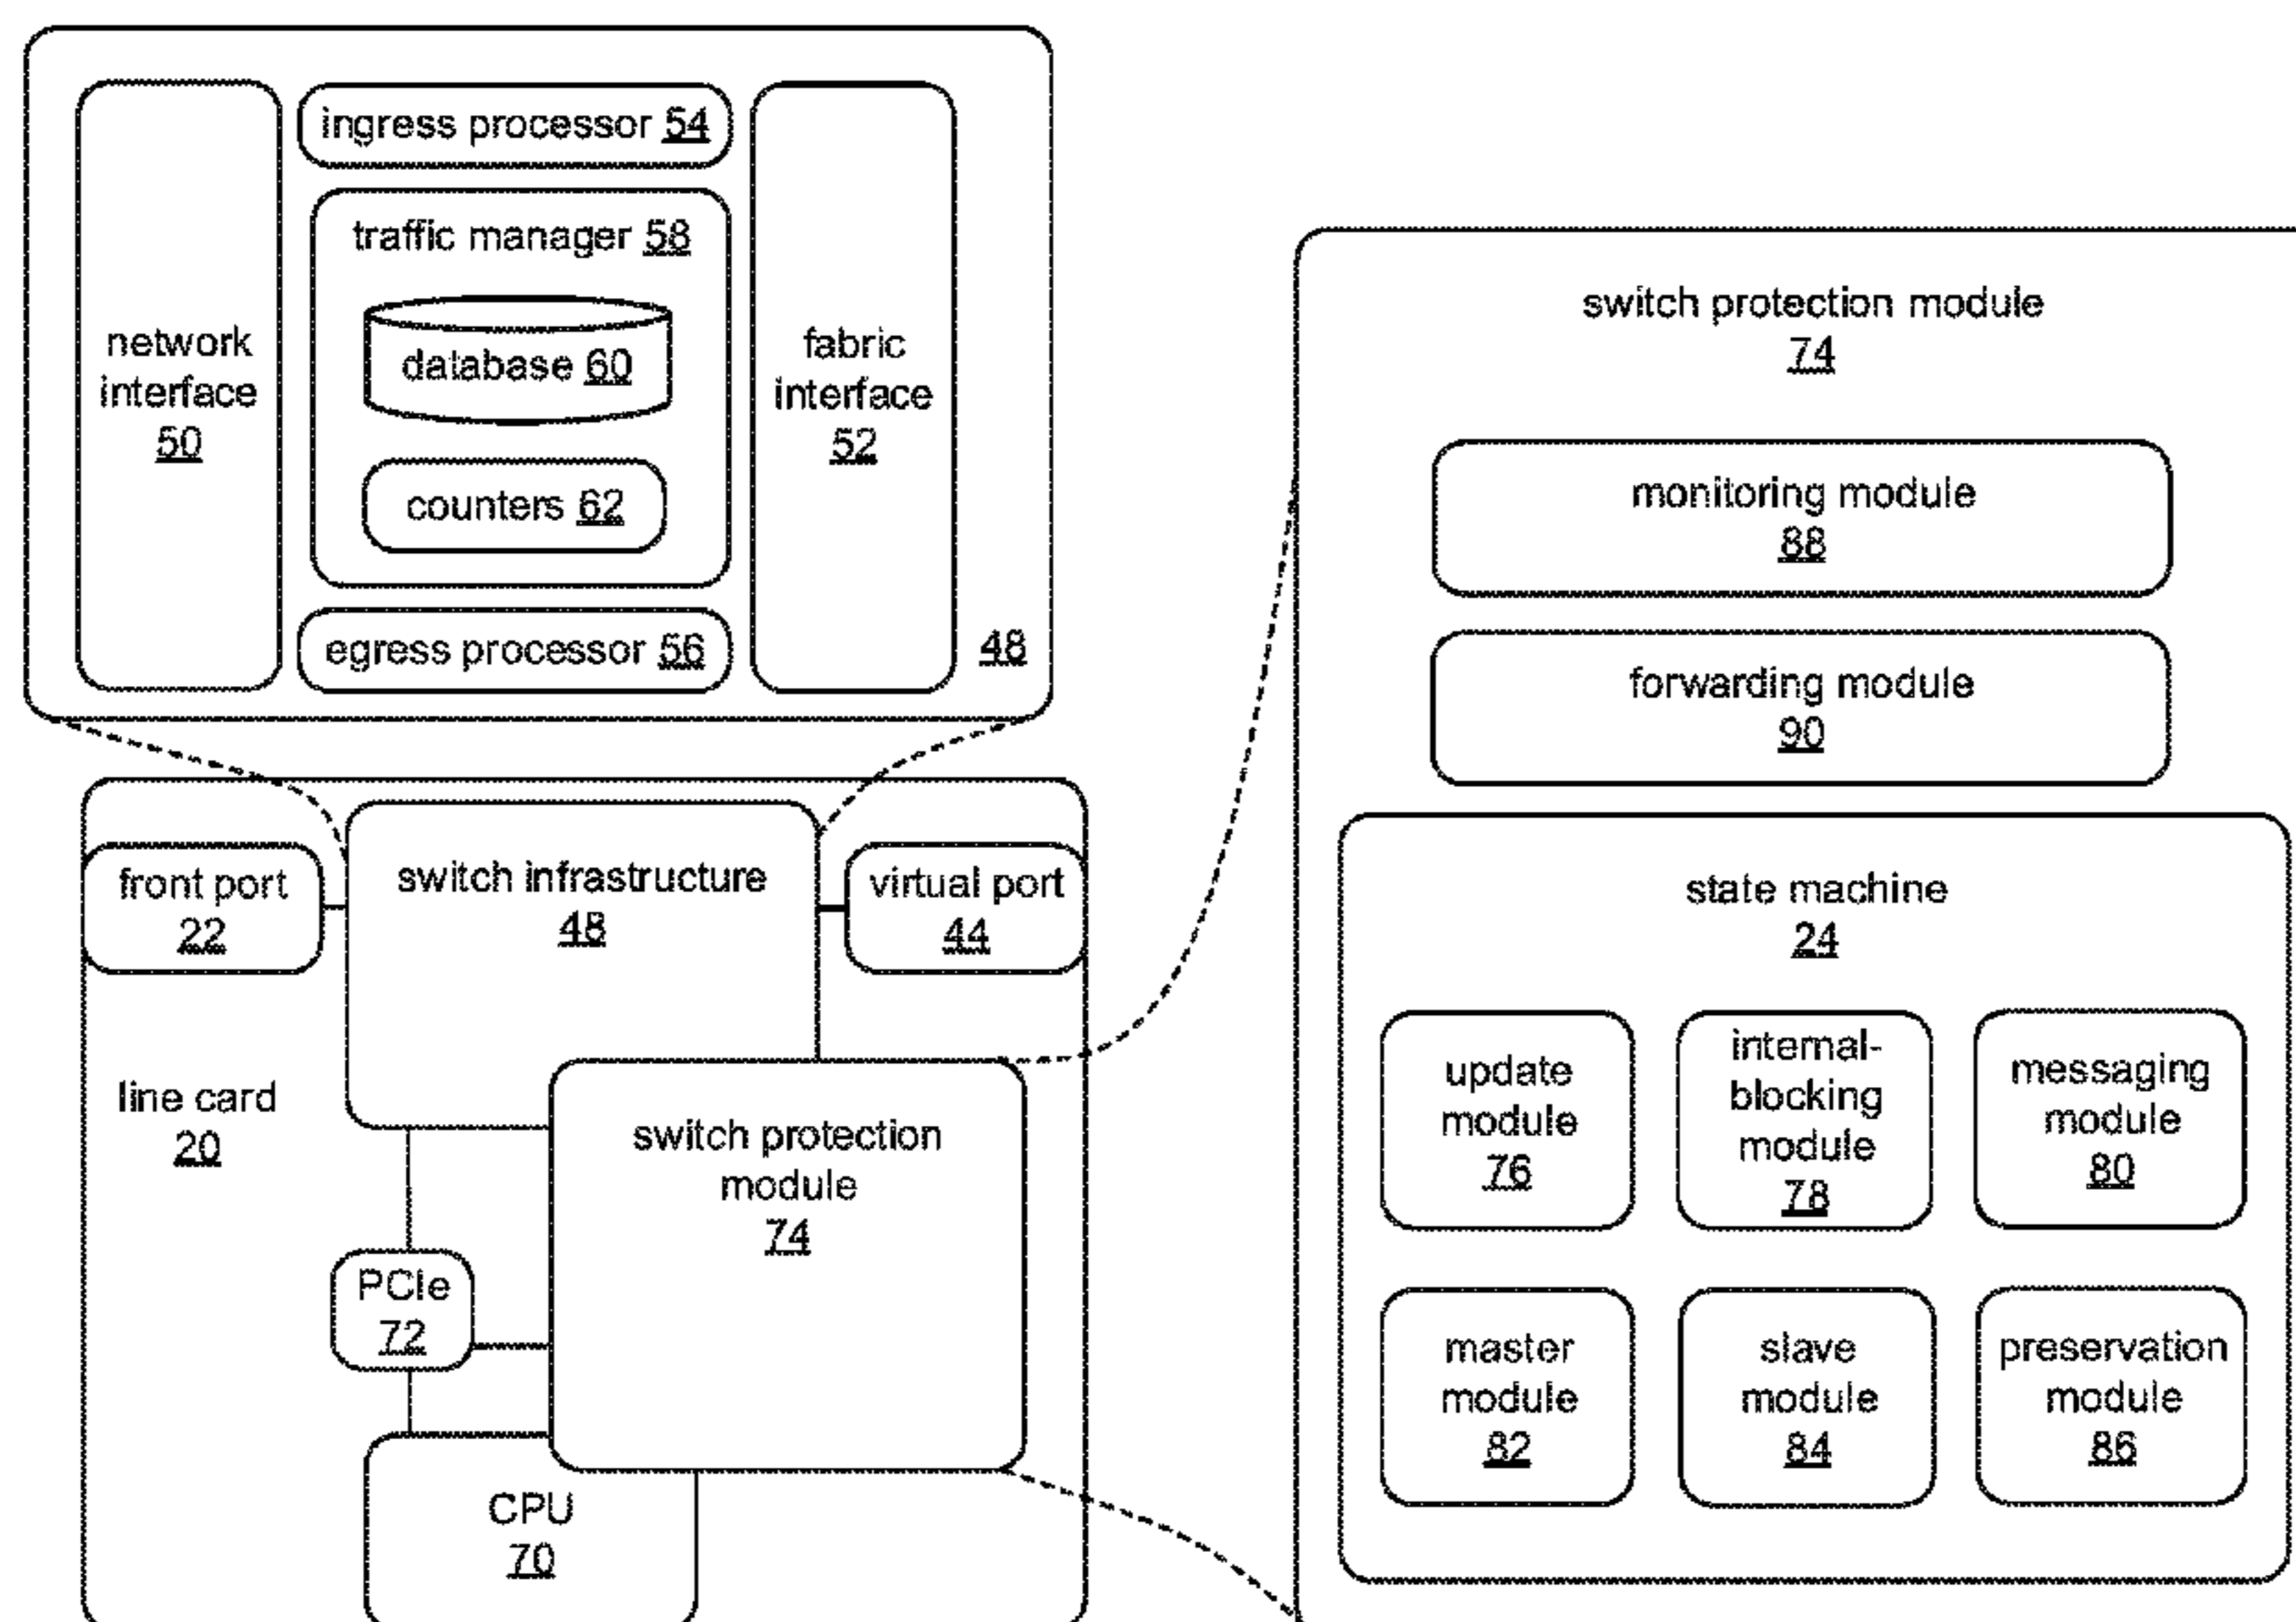 ingress processor 54
traffic manager 58
network
interface
50
database 60
fabric
interface
52
counters 62
egress processor 56
48
front port
22
switch infrastructure
48
virtual port
44
line card
20
switch protection
module
74
PCIe
72
CPU
70
switch protection module
74
monitoring module
88
forwarding module
90
state machine
24
update
module
76
internal-
blocking
module
78
messaging
module
80
master
module
82
slave
module
84
preservation
module
86